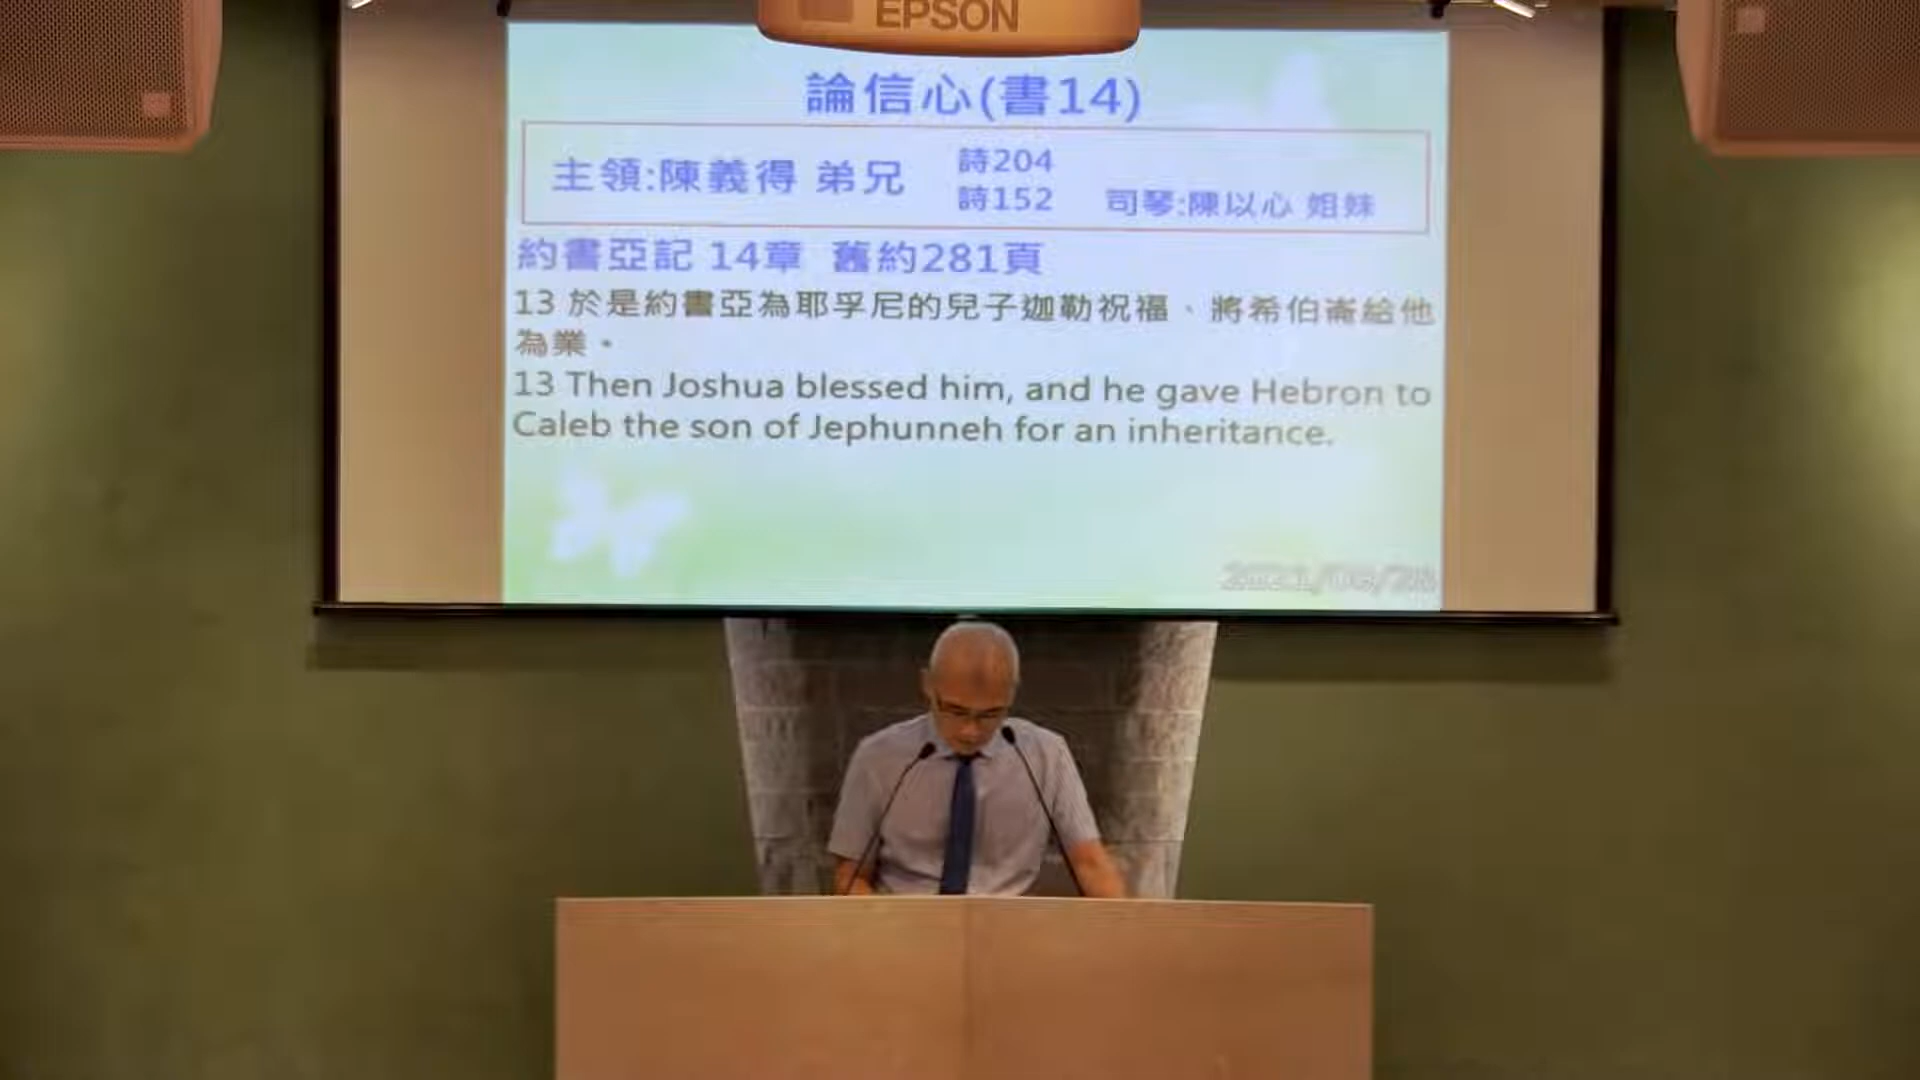 EPSON
論信心(書14)
主領:陳義得 弟兄
詩204
詩152
司琴:陳以心 姐妹
約書亞記 14章 舊約281頁
13 於是約書亞為耶孚尼的兒子迦勒祝福、將希伯崙給他
為業。
13 Then Joshua blessed him, and he gave Hebron to
Caleb the son of Jephunneh for an inheritance.